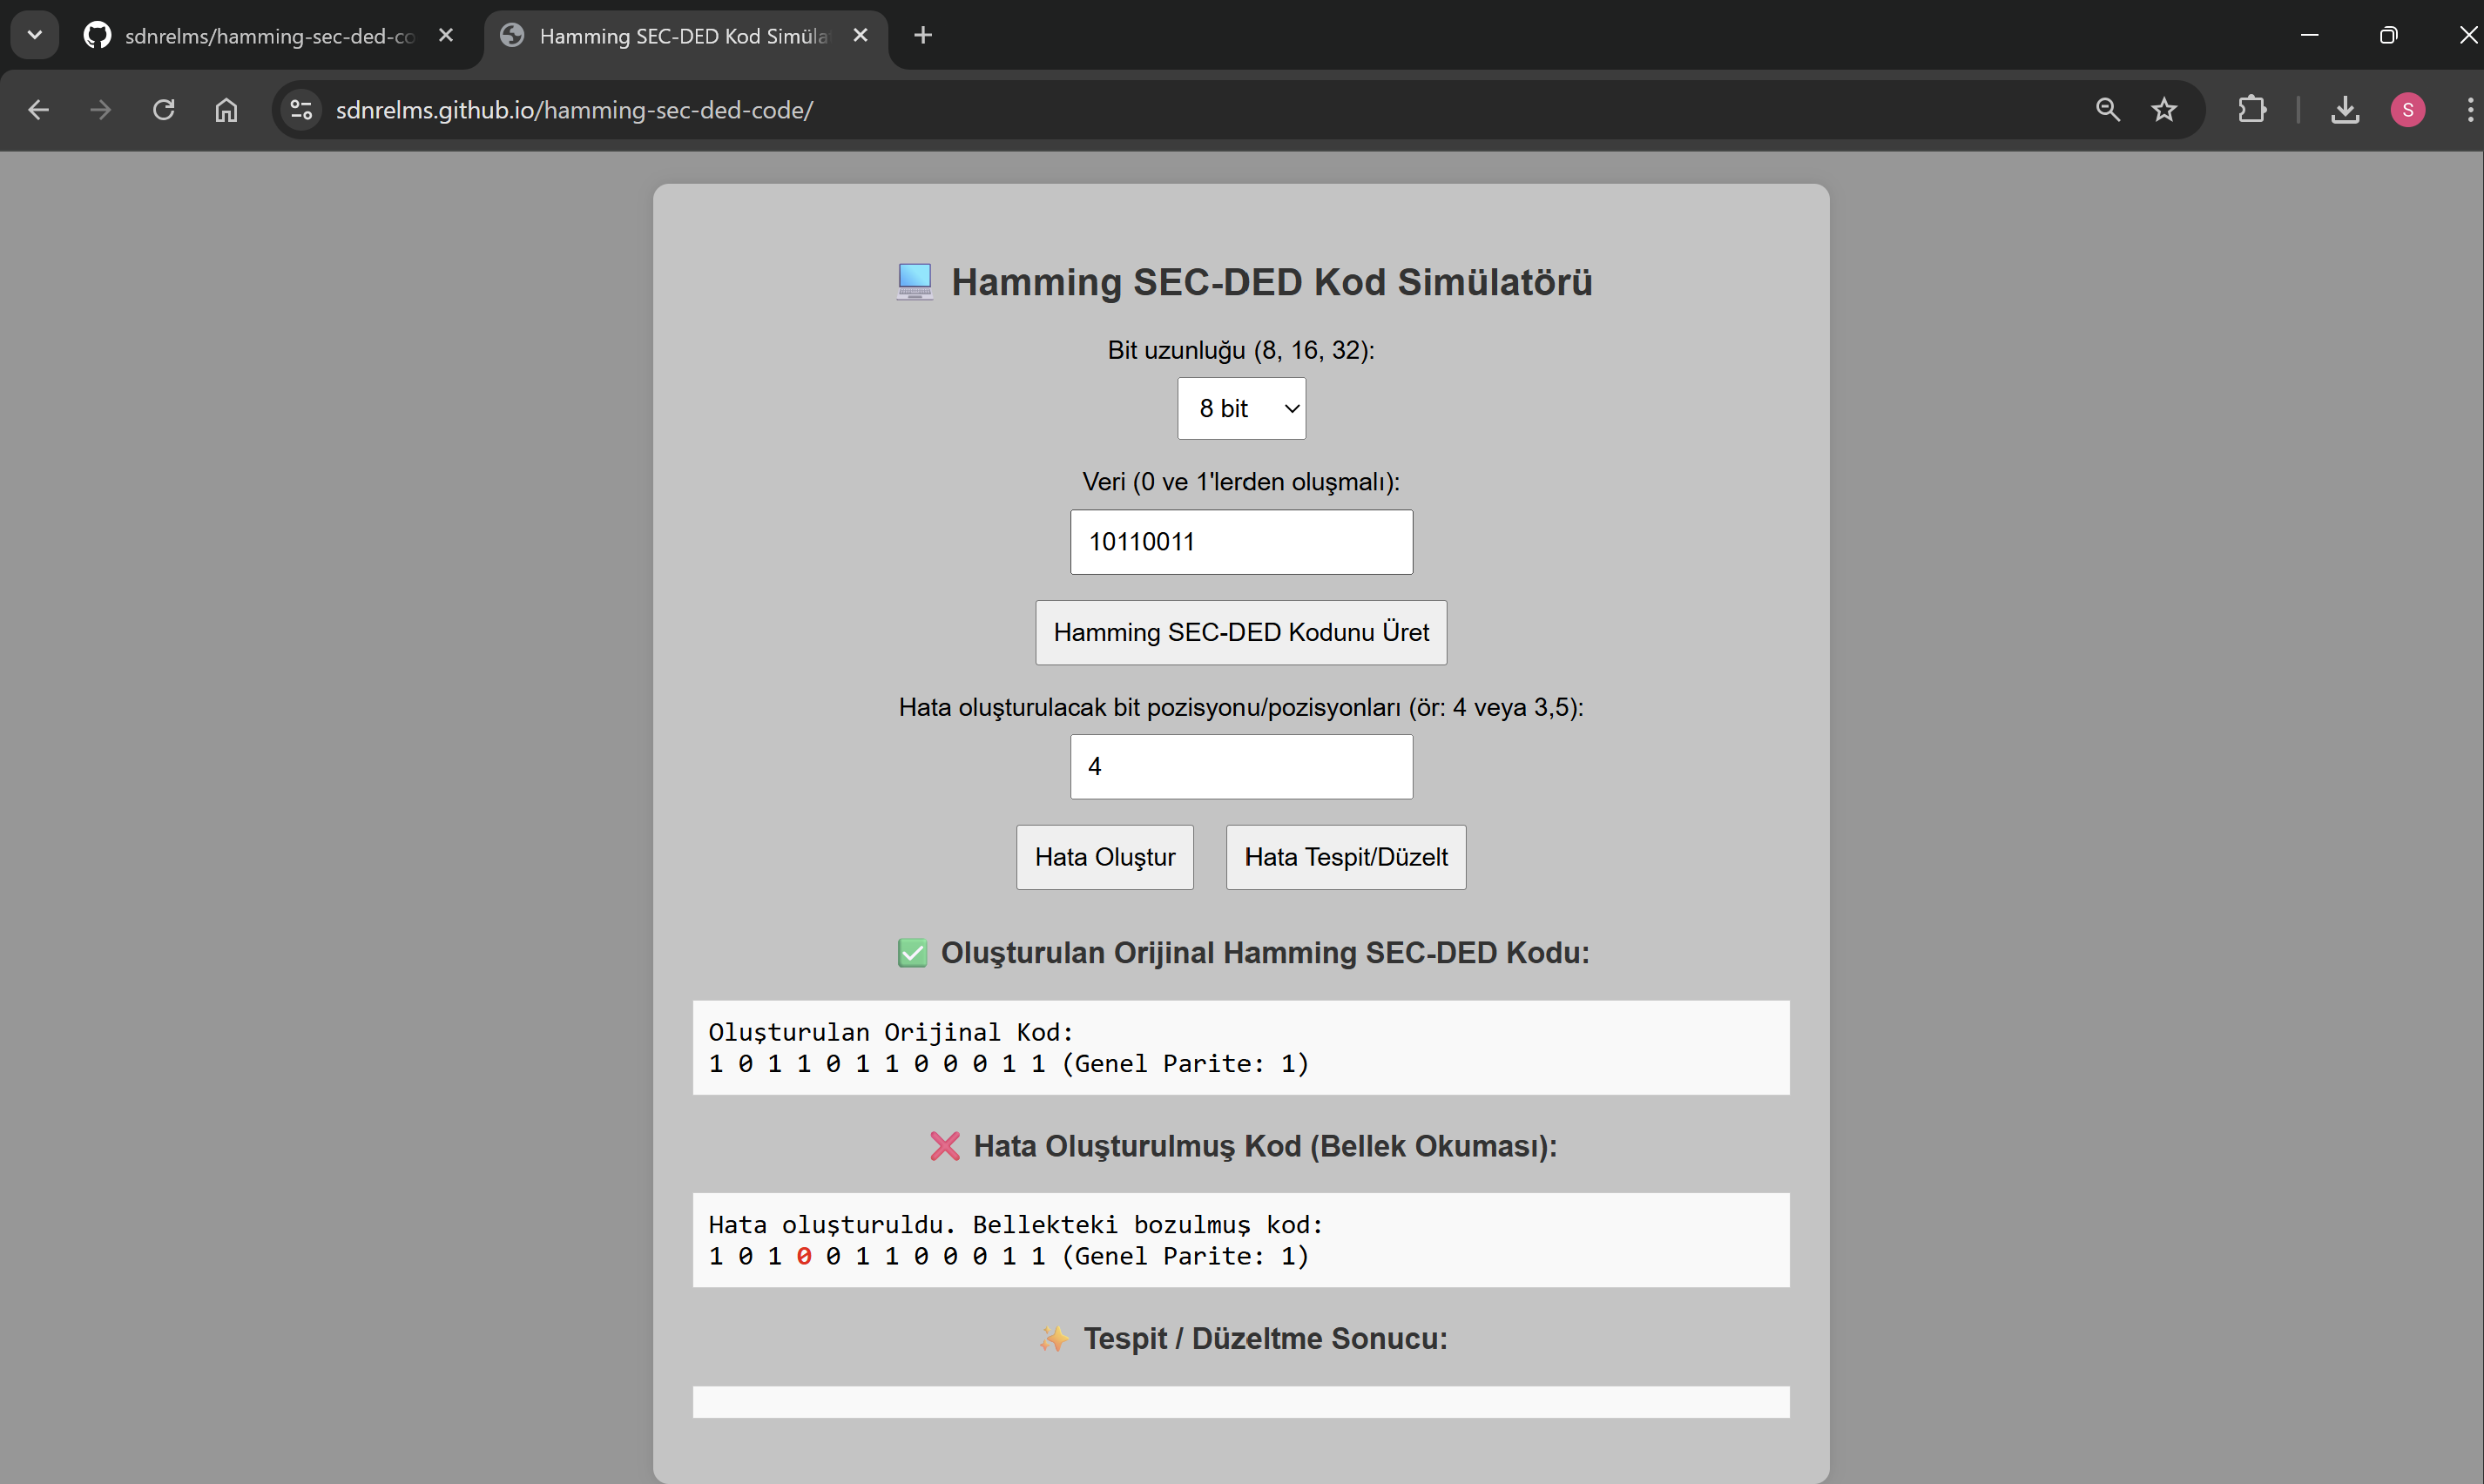 sdnrelms/hamming-sec-ded-co
Hamming SEC-DED Kod Simüla
sdnrelms.github.io/hamming-sec-ded-code/
S
Hamming SEC-DED Kod Simülatörü
Bit uzunluğu (8, 16, 32):
8 bit
Veri (0 ve 1'lerden oluşmalı):
10110011
Hamming SEC-DED Kodunu Üret
Hata oluşturulacak bit pozisyonu/pozisyonları (ör: 4 veya 3,5):
4
Hata Oluştur
Hata Tespit/Düzelt
Oluşturulan Orijinal Hamming SEC-DED Kodu:
Oluşturulan Orijinal Kod:
1 0 1 1 0 1 1 0 0 0 1 1 (Genel Parite: 1)
Hata Oluşturulmuş Kod (Bellek Okuması):
Hata oluşturuldu. Bellekteki bozulmuş kod:
1 0 1 0 0 1 1 0 0 0 1 1 (Genel Parite: 1)
Tespit / Düzeltme Sonucu: